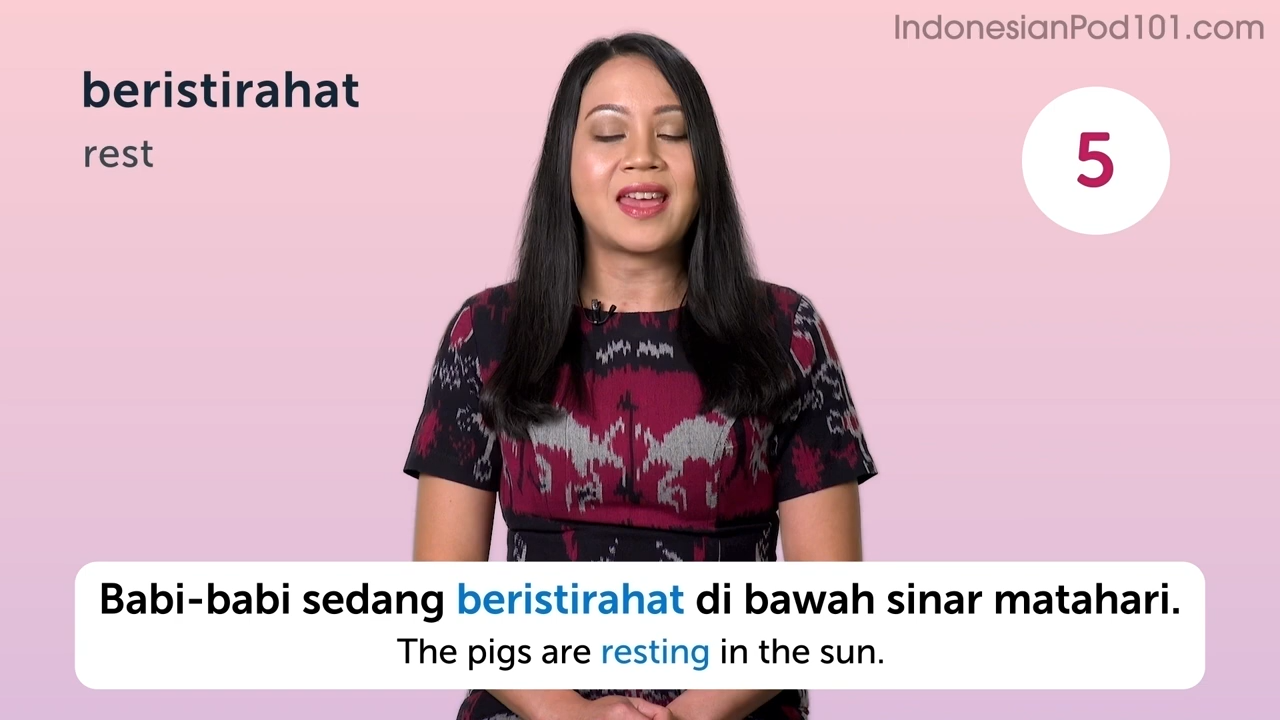 IndonesianPod101.com
beristirahat
rest
5
Babi-babi sedang beristirahat di bawah sinar matahari.
The pigs are resting in the sun.